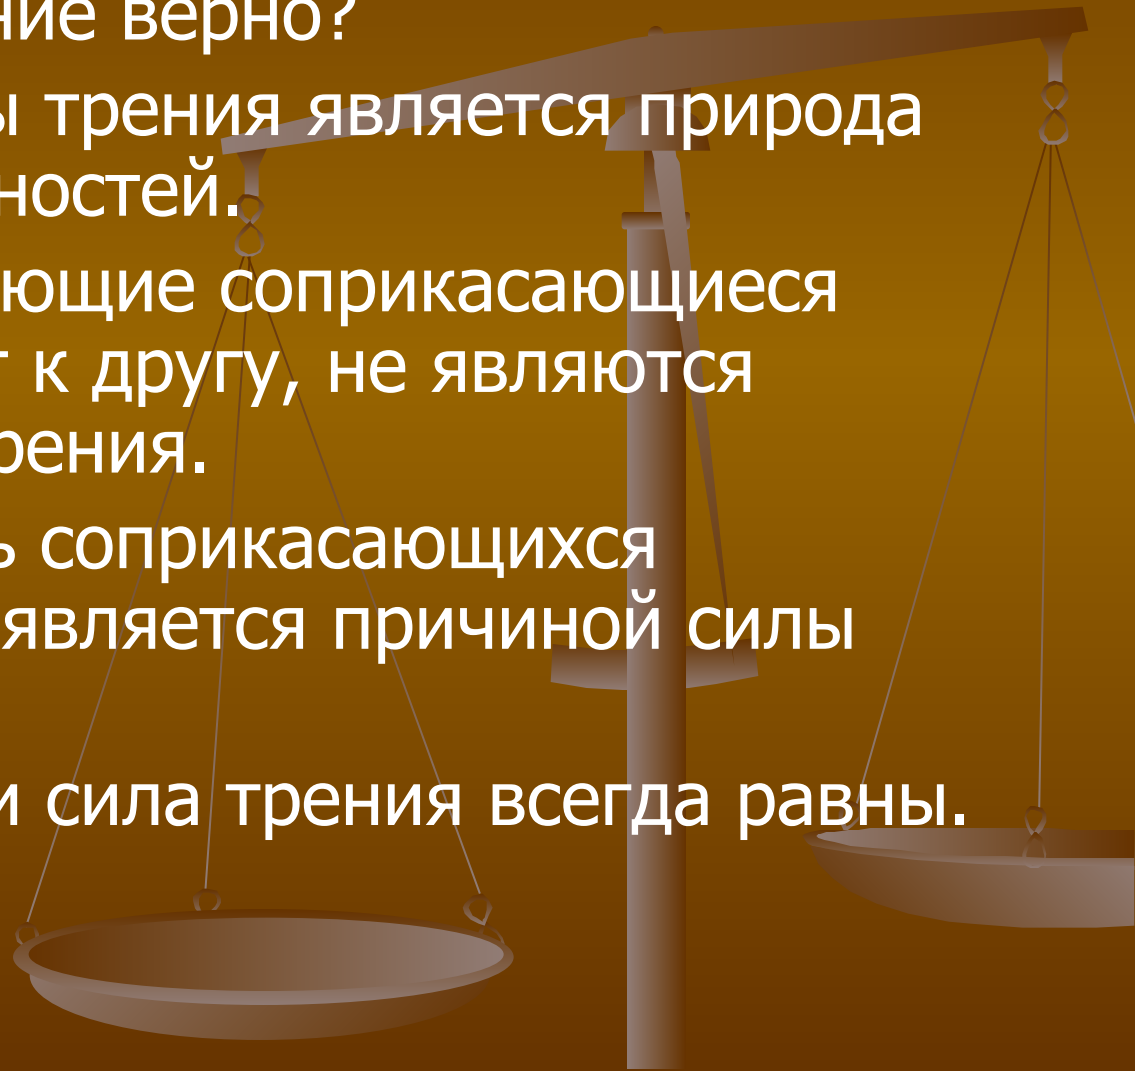 ние верно?
ы трения является природа
ностей.
ющие соприкасающиеся
г к другу, не являются
рения.
ь соприкасающихся
является причиной силы
и сила трения всегда равны.